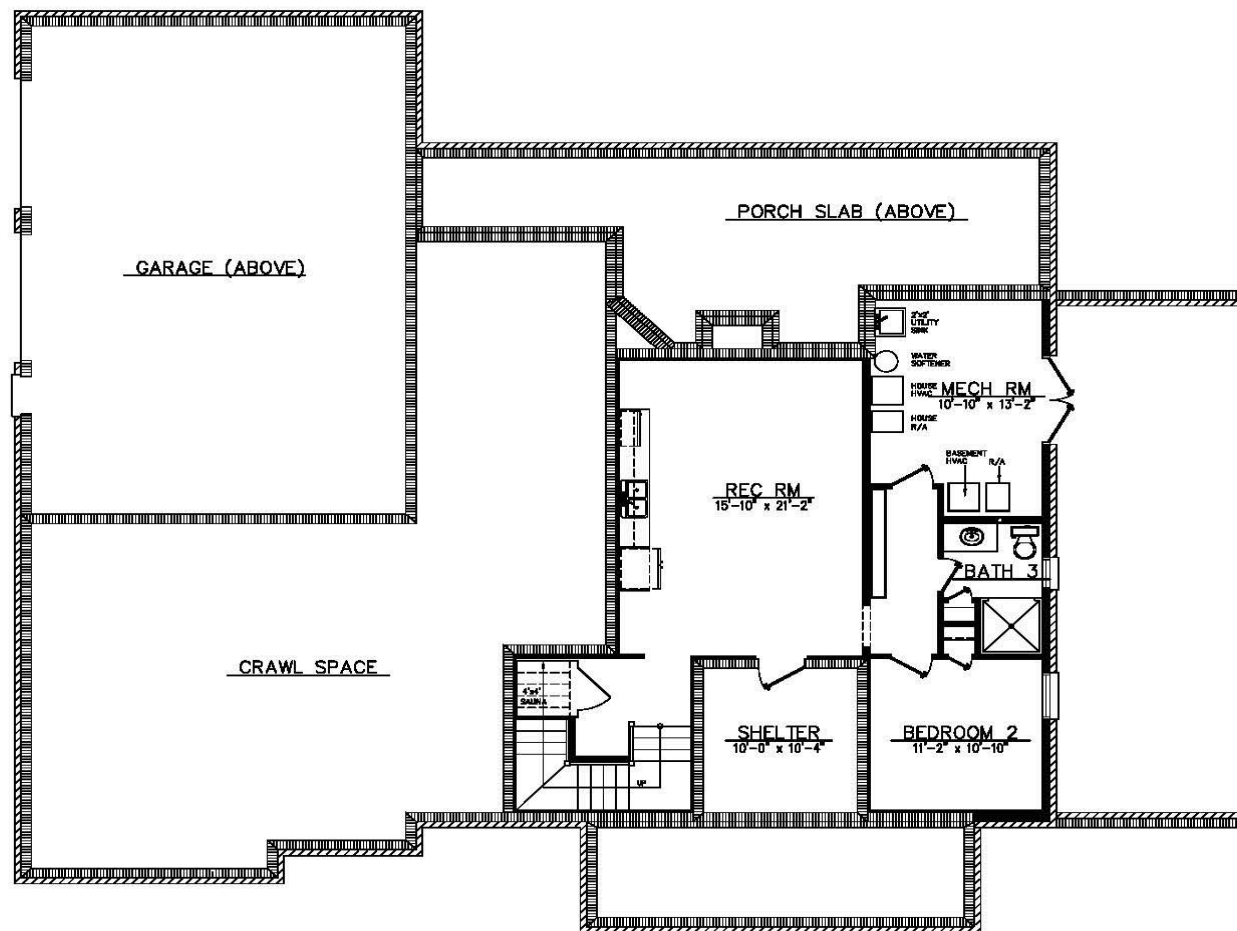 PORCH SLAB (ABOVE)
GARAGE (ABOVE)
2'x2'
UTILITY
SINK
WATER
SOFTENER
HOUSE
HVAC
MECH RM
10'-10" x 13'-2"
HOUSE
R/A
BASEMENT
HVAC
R/A
REC RM
15'-10" x 21'-2"
BATH 3
CRAWL SPACE
4'x4'
SAUNA
SHELTER
10'-0" x 10'-4"
BEDROOM 2
11'-2" x 10'-10"
UP